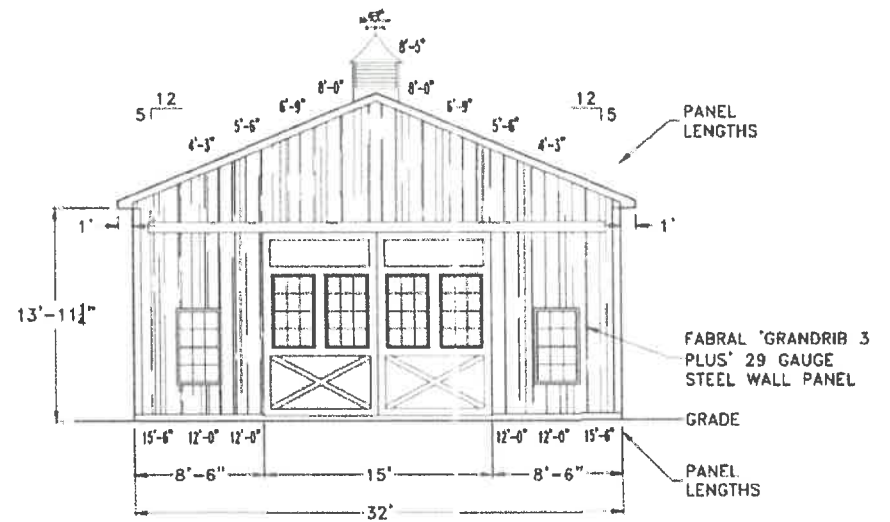 8'-5"
8'-0" 8'-0"
6'-9" 6'-9"
12 12
5 5
5'-6" 5'-6"
4'-3" 4'-3"
PANEL
LENGTHS
1' 1'
13'-11¼"
FABRAL 'GRANDRIB 3
PLUS' 29 GAUGE
STEEL WALL PANEL
GRADE
15'-6" 12'-0" 12'-0" 12'-0" 12'-0" 15'-6"
8'-6" 15' 8'-6"
PANEL
LENGTHS
32'